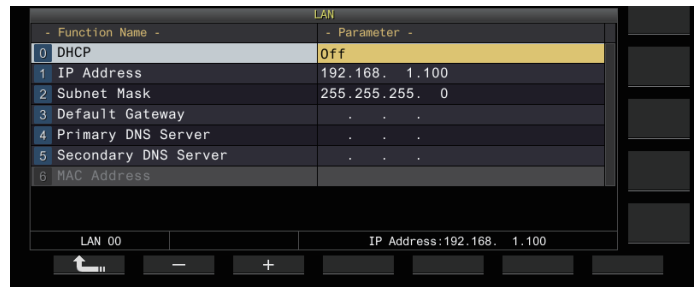 LAN
- Function Name - - Parameter -
0 DHCP Off
1 IP Address 192.168.  1.100
2 Subnet Mask 255.255.255.  0
3 Default Gateway .   .   .
4 Primary DNS Server .   .   .
5 Secondary DNS Server .   .   .
6 MAC Address
LAN 00 IP Address:192.168.  1.100
− +